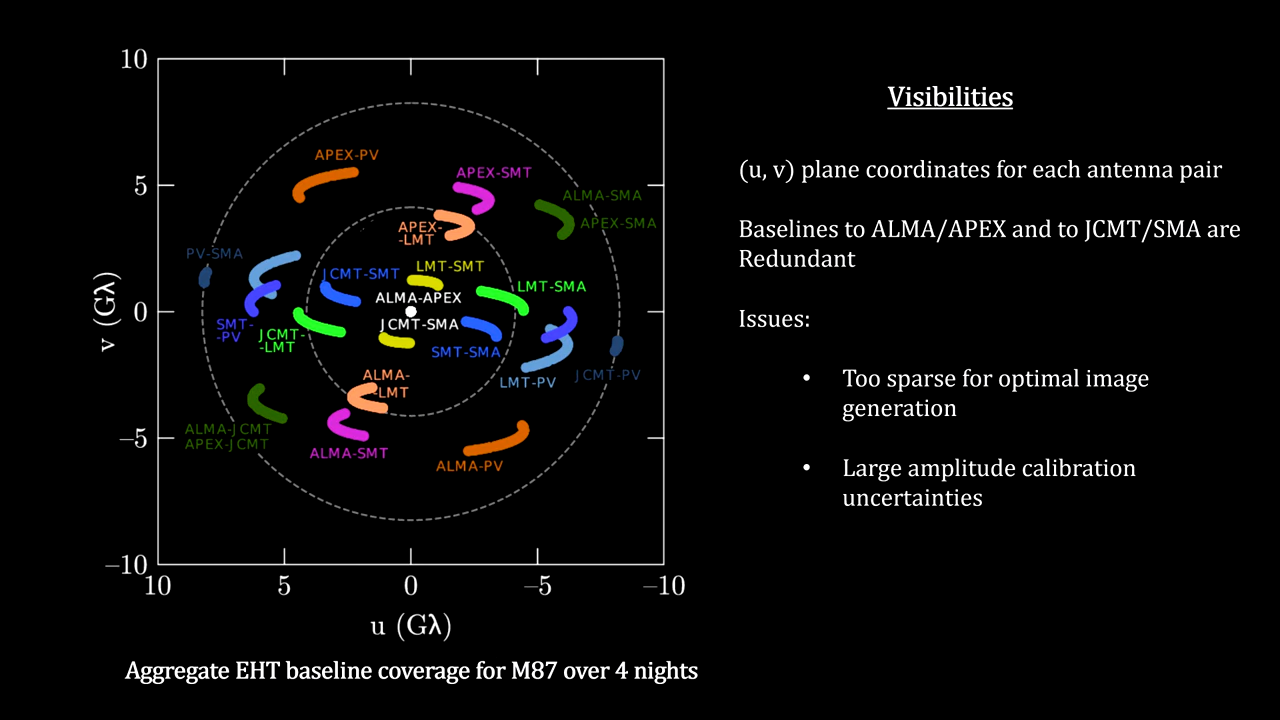 Visibilities
(u, v) plane coordinates for each antenna pair
Baselines to ALMA/APEX and to JCMT/SMA are
Redundant
Issues:
• Too sparse for optimal image
generation
• Large amplitude calibration
uncertainties
10
5
0
–5
–10
v (Gλ)
10
5
0
–5
–10
u (Gλ)
APEX-PV
APEX-SMT
ALMA-SMA
APEX-SMA
APEX-
-LMT
PV-SMA
JCMT-SMT
LMT-SMT
LMT-SMA
ALMA-APEX
JCMT-SMA
SMT-
-PV
JCMT-
-LMT
SMT-SMA
LMT-PV
JCMT-PV
ALMA-
-LMT
ALMA-JCMT
APEX-JCMT
ALMA-SMT
ALMA-PV
Aggregate EHT baseline coverage for M87 over 4 nights